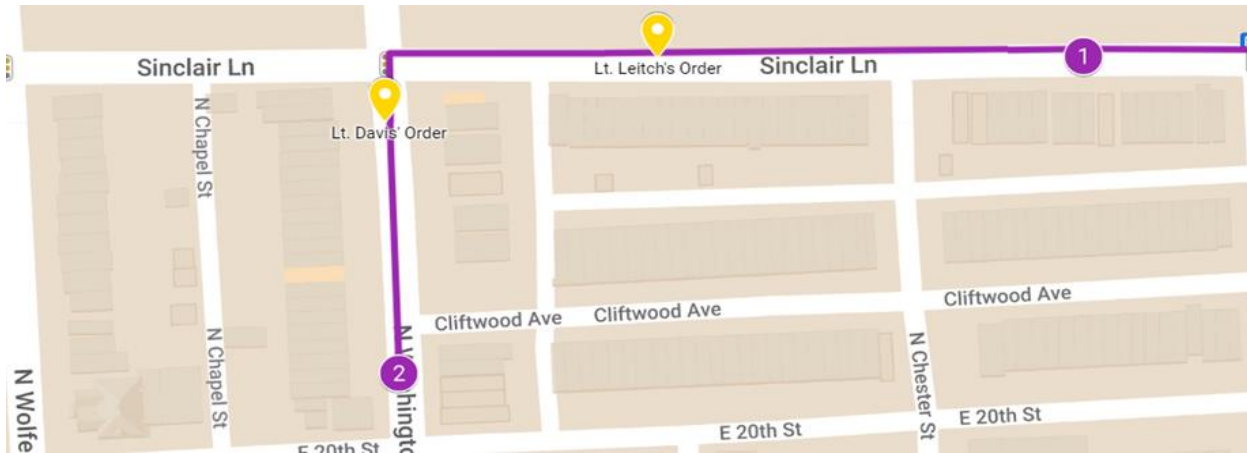 Sinclair Ln
Lt. Leitch's Order
Sinclair Ln
1
Lt. Davis' Order
N Chapel St
Cliftwood Ave
Cliftwood Ave
Cliftwood Ave
N Chapel St
2
N Chester St
N Wolfe
E 20th St
E 20th St
E 20th St